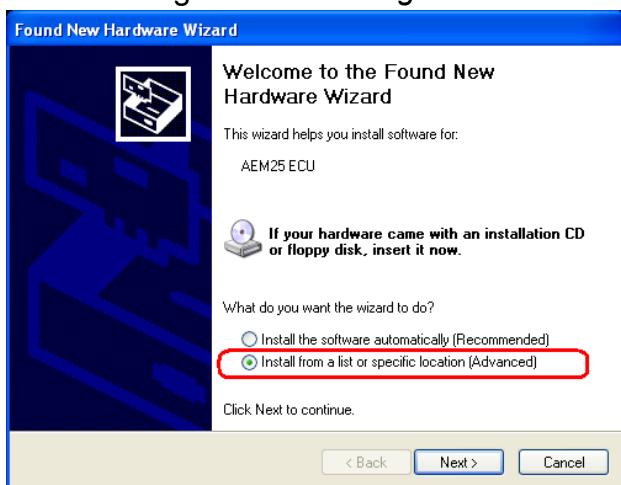 Found New Hardware Wizard
Welcome to the Found New
Hardware Wizard
This wizard helps you install software for:
AEM25 ECU
If your hardware came with an installation CD
or floppy disk, insert it now.
What do you want the wizard to do?
Install the software automatically (Recommended)
Install from a list or specific location (Advanced)
Click Next to continue.
< Back Next > Cancel